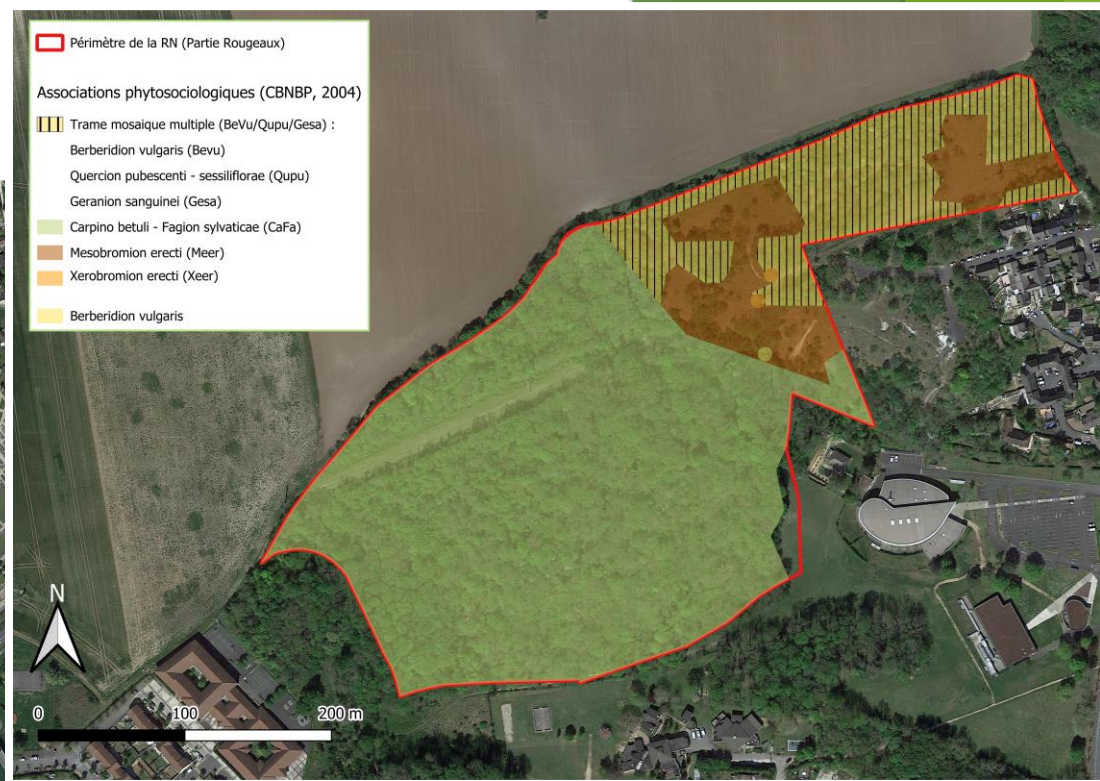 Périmètre de la RN (Partie Rougeaux)
Associations phytosociologiques (CBNBP, 2004)
Trame mosaique multiple (BeVu/Qupu/Gesa) :
Berberidion vulgaris (Bevu)
Quercion pubescenti - sessiliflorae (Qupu)
Geranion sanguinei (Gesa)
Carpino betuli - Fagion sylvaticae (CaFa)
Mesobromion erecti (Meer)
Xerobromion erecti (Xeer)
Berberidion vulgaris
N
0 100 200 m